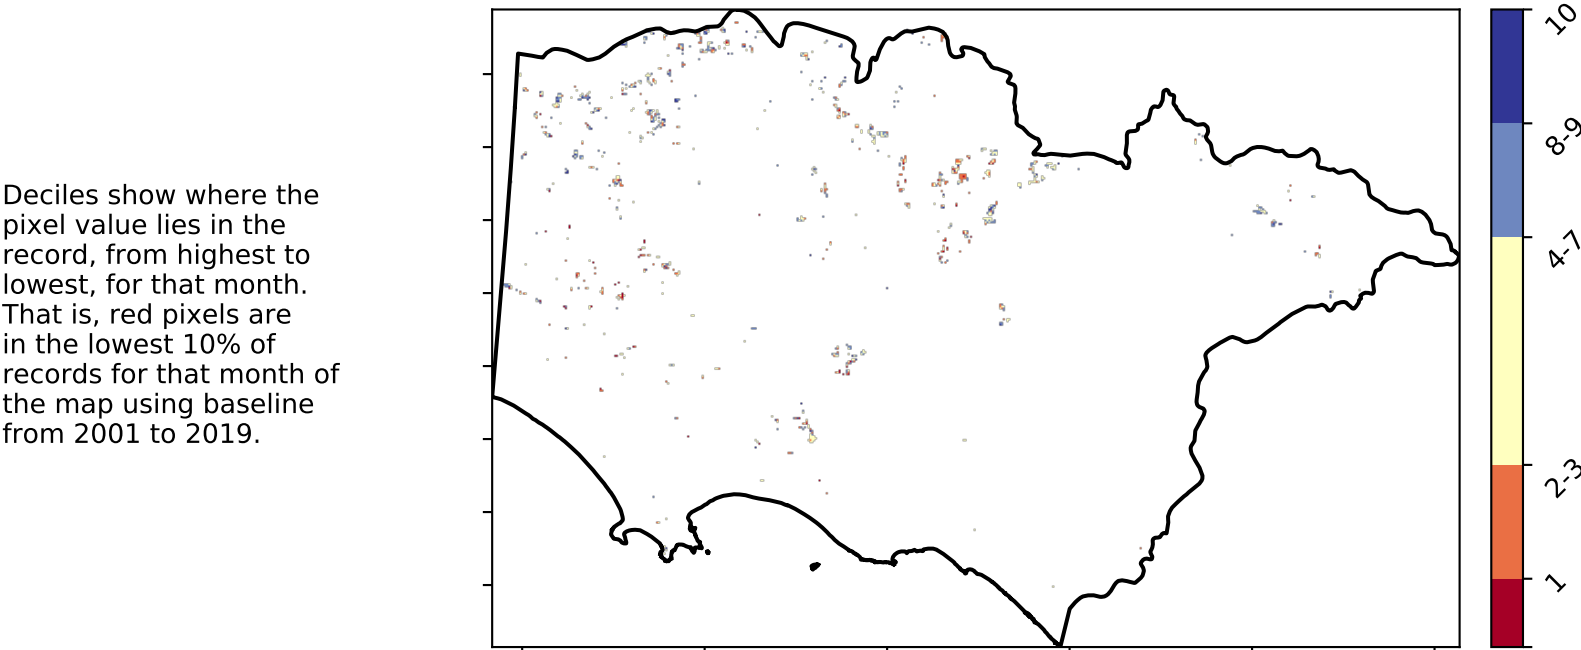 Deciles show where the
pixel value lies in the
record, from highest to
lowest, for that month.
That is, red pixels are
in the lowest 10% of
records for that month of
the map using baseline
from 2001 to 2019.
10
8-9
4-7
2-3
1